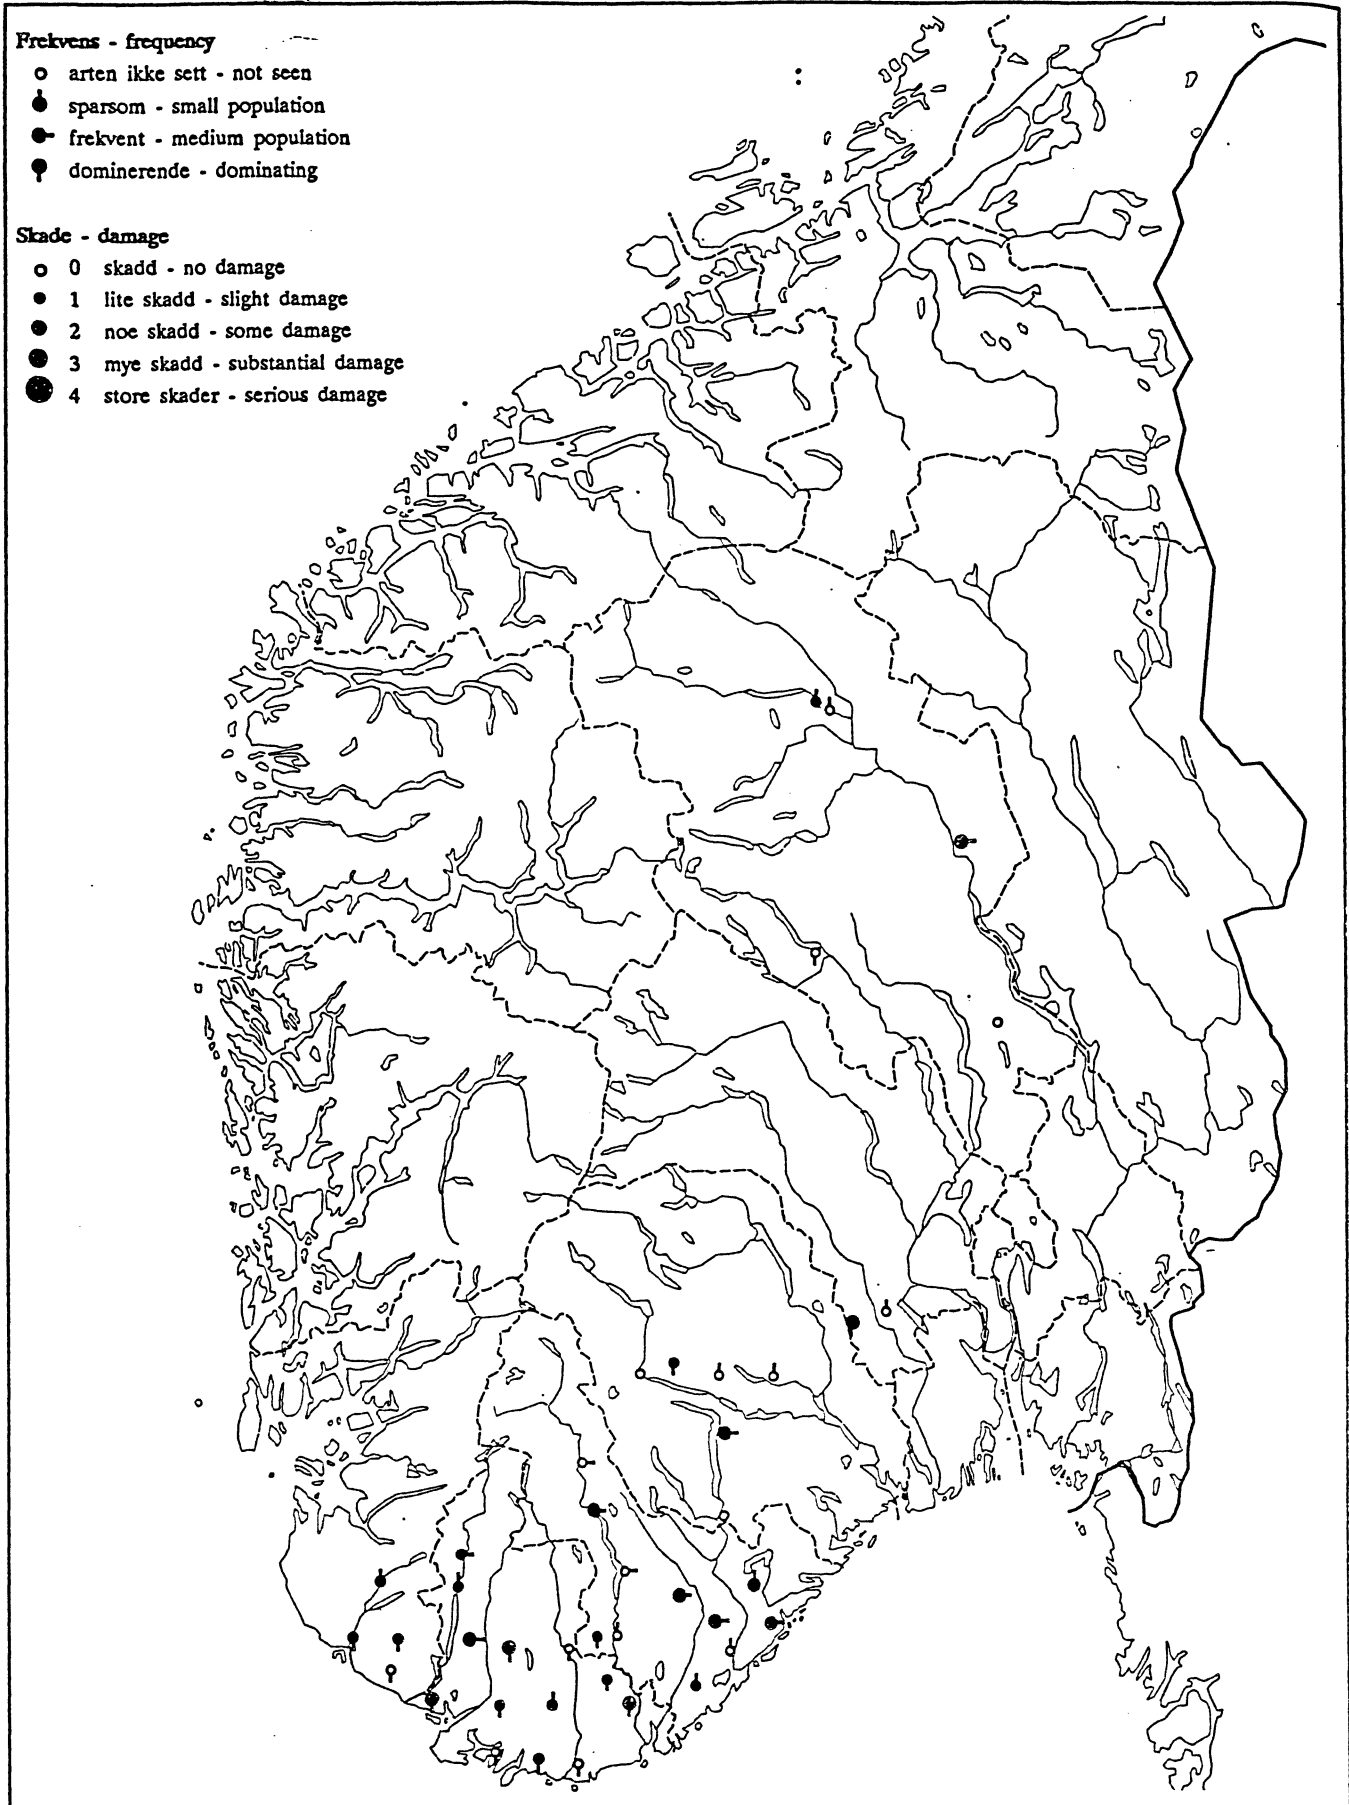 Frekvens - frequency
arten ikke sett - not seen
sparsom - small population
frekvent - medium population
dominerende - dominating
Skade - damage
0 skadd - no damage
1 lite skadd - slight damage
2 noe skadd - some damage
3 mye skadd - substantial damage
4 store skader - serious damage